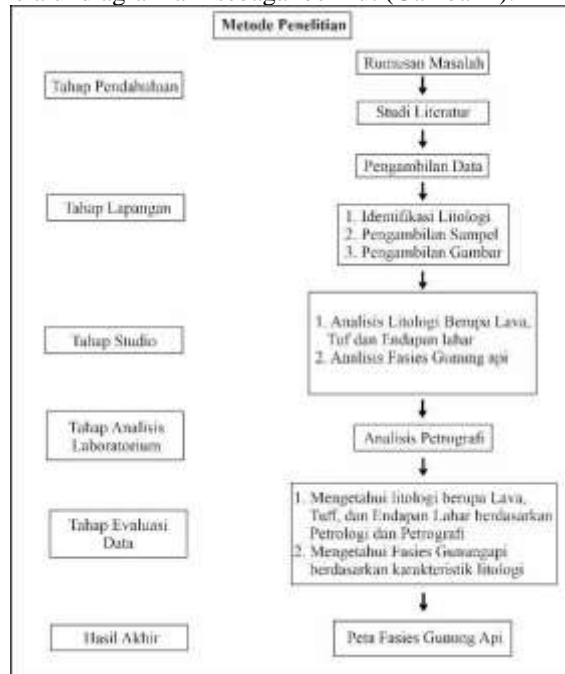 Metode Penelitian
Tahap Pendahuluan
Rumusan Masalah
Studi Literatur
Pengambilan Data
Tahap Lapangan
1. Identifikasi Litologi
2. Pengambilan Sampel
3. Pengambilan Gambar
Tahap Studio
1. Analisis Litologi Berupa Lava,
Tuf dan Endapan lahar
2. Analisis Fasies Gunung api
Tahap Analisis
Laboratorium
Analisis Petrografi
Tahap Evaluasi
Data
1. Mengetahui litologi berupa Lava,
Tuff, dan Endapan Lahar berdasarkan
Petrologi dan Petrografi
2. Mengetahui Fasies Gunungapi
berdasarkan karakteristik litologi
Hasil Akhir
Peta Fasies Gunung Api